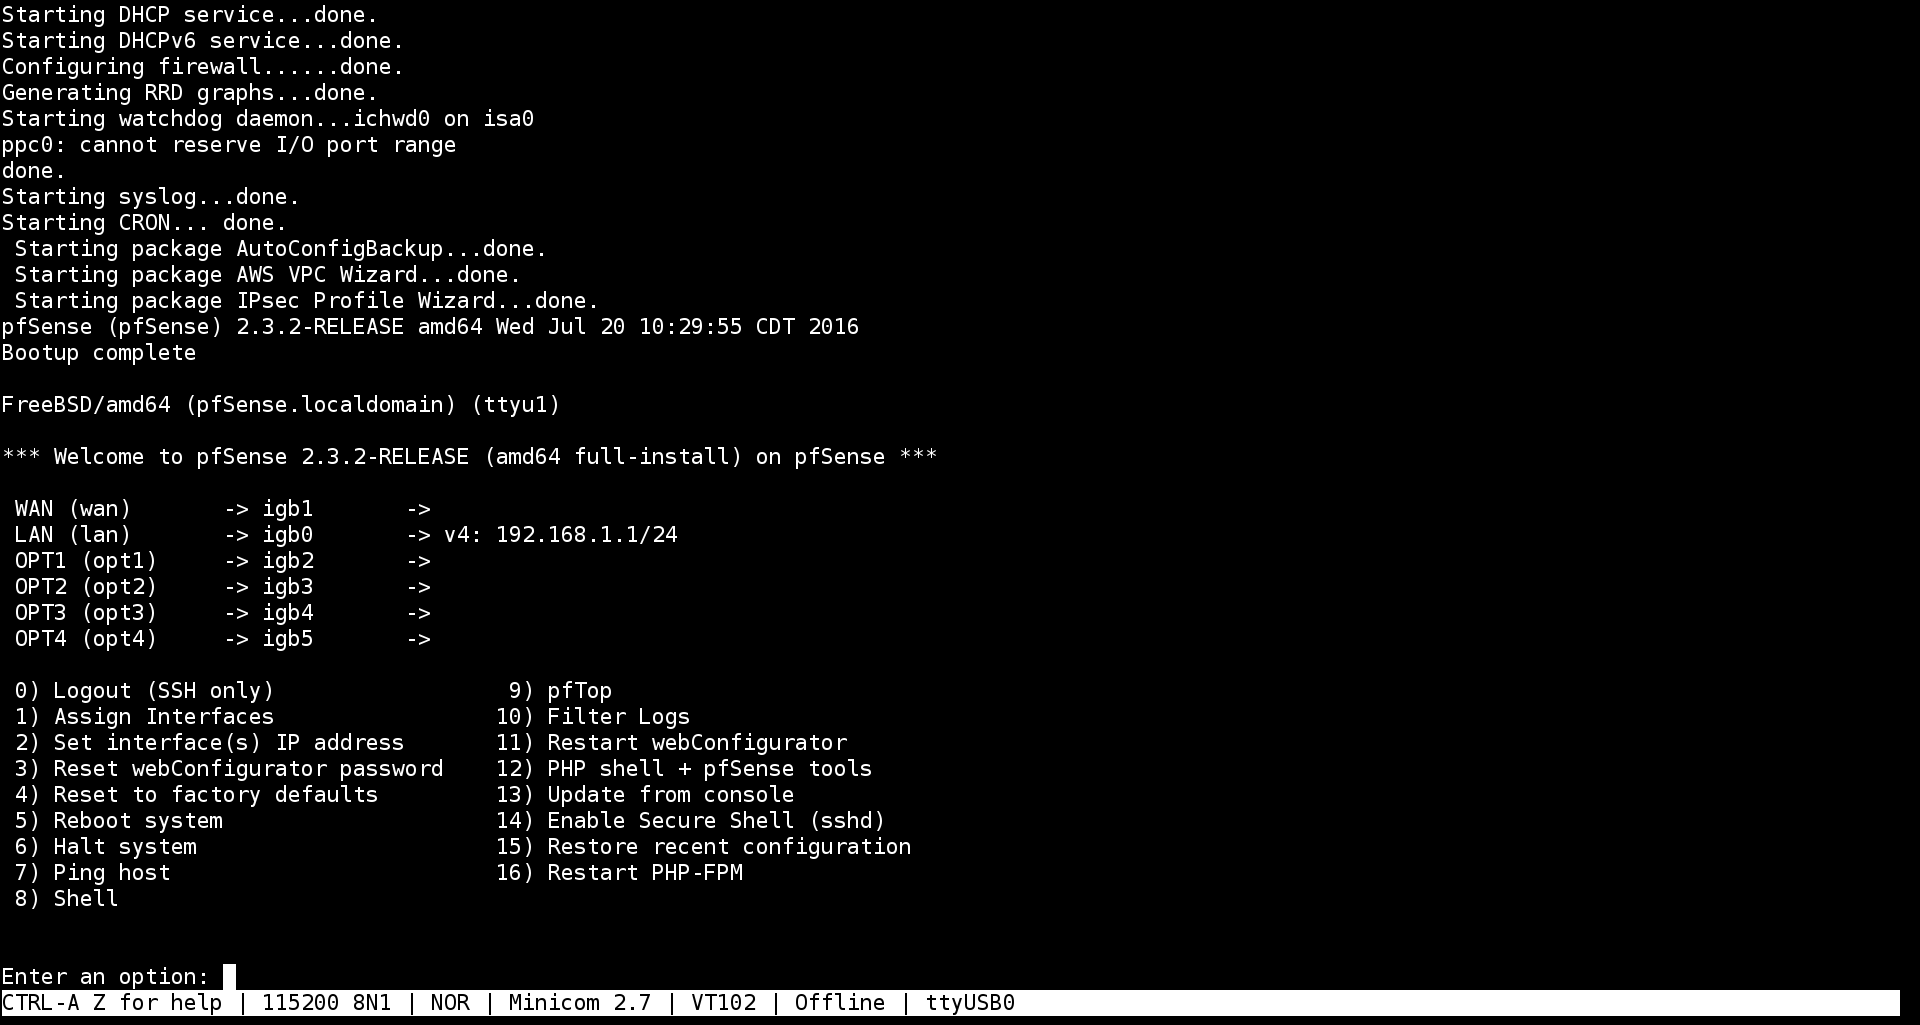 Starting DHCP service...done.
Starting DHCPv6 service...done.
Configuring firewall......done.
Generating RRD graphs...done.
Starting watchdog daemon...ichwd0 on isa0
ppc0: cannot reserve I/O port range
done.
Starting syslog...done.
Starting CRON... done.
 Starting package AutoConfigBackup...done.
 Starting package AWS VPC Wizard...done.
 Starting package IPsec Profile Wizard...done.
pfSense (pfSense) 2.3.2-RELEASE amd64 Wed Jul 20 10:29:55 CDT 2016
Bootup complete

FreeBSD/amd64 (pfSense.localdomain) (ttyu1)

*** Welcome to pfSense 2.3.2-RELEASE (amd64 full-install) on pfSense ***

 WAN (wan)       -> igb1       ->
 LAN (lan)       -> igb0       -> v4: 192.168.1.1/24
 OPT1 (opt1)     -> igb2       ->
 OPT2 (opt2)     -> igb3       ->
 OPT3 (opt3)     -> igb4       ->
 OPT4 (opt4)     -> igb5       ->

 0) Logout (SSH only)                  9) pfTop
 1) Assign Interfaces                 10) Filter Logs
 2) Set interface(s) IP address       11) Restart webConfigurator
 3) Reset webConfigurator password    12) PHP shell + pfSense tools
 4) Reset to factory defaults         13) Update from console
 5) Reboot system                     14) Enable Secure Shell (sshd)
 6) Halt system                       15) Restore recent configuration
 7) Ping host                         16) Restart PHP-FPM
 8) Shell

Enter an option:
CTRL-A Z for help | 115200 8N1 | NOR | Minicom 2.7 | VT102 | Offline | ttyUSB0